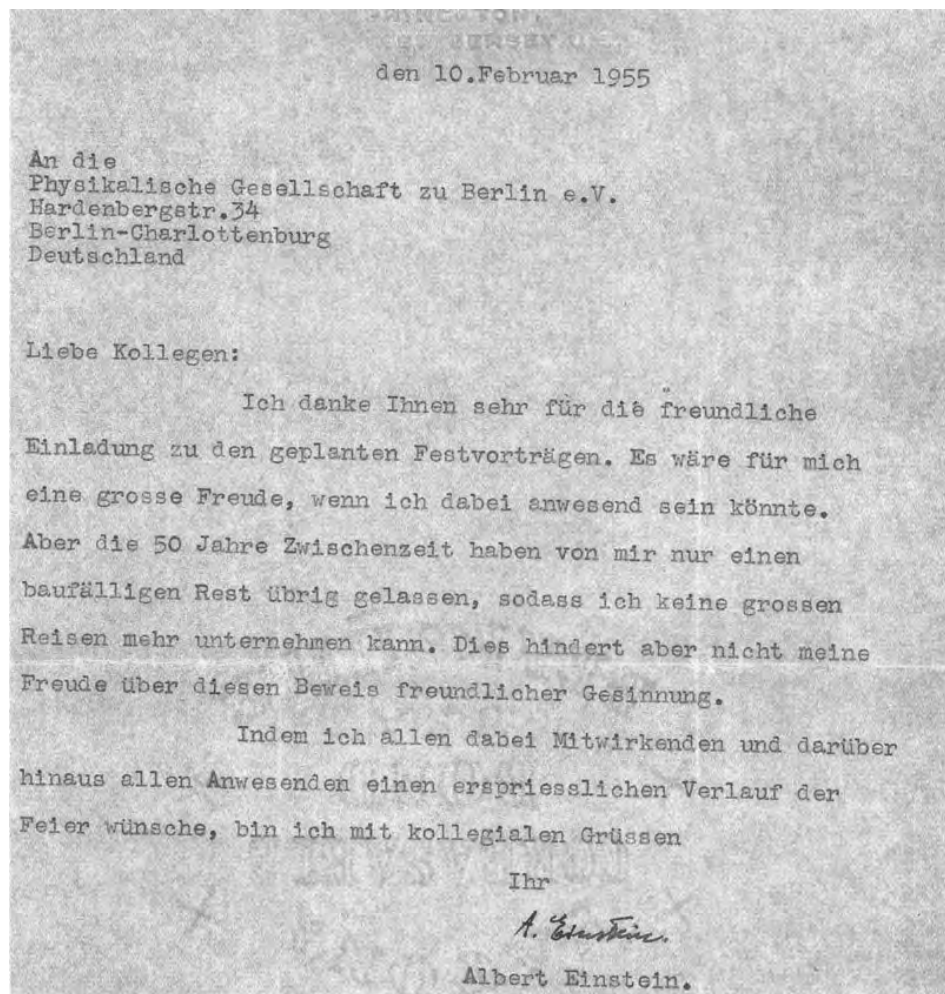 den 10.Februar 1955
An die
Physikalische Gesellschaft zu Berlin e.V.
Hardenbergstr.34
Berlin-Charlottenburg
Deutschland
Liebe Kollegen:
Ich danke Ihnen sehr für die freundliche
Einladung zu den geplanten Festvorträgen. Es wäre für mich
eine grosse Freude, wenn ich dabei anwesend sein könnte.
Aber die 50 Jahre Zwischenzeit haben von mir nur einen
baufälligen Rest übrig gelassen, sodass ich keine grossen
Reisen mehr unternehmen kann. Dies hindert aber nicht meine
Freude über diesen Beweis freundlicher Gesinnung.
Indem ich allen dabei Mitwirkenden und darüber
hinaus allen Anwesenden einen erspriesslichen Verlauf der
Feier wünsche, bin ich mit kollegialen Grüssen
Ihr
A. Einstein.
Albert Einstein.